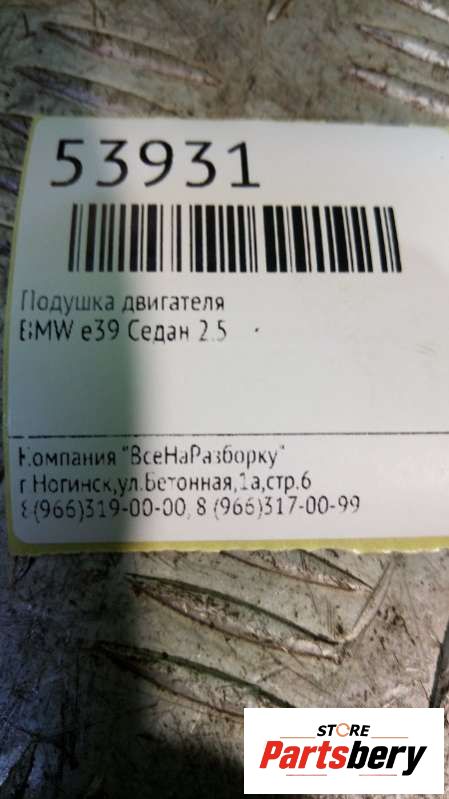 53931
Подушка двигателя
BMW e39 Седан 2.5
Компания "ВсеНаРазборку"
г Ногинск,ул.Бетонная,1а,стр.6
8 (966)319-00-00, 8 (966)317-00-99
STORE
Partsbery